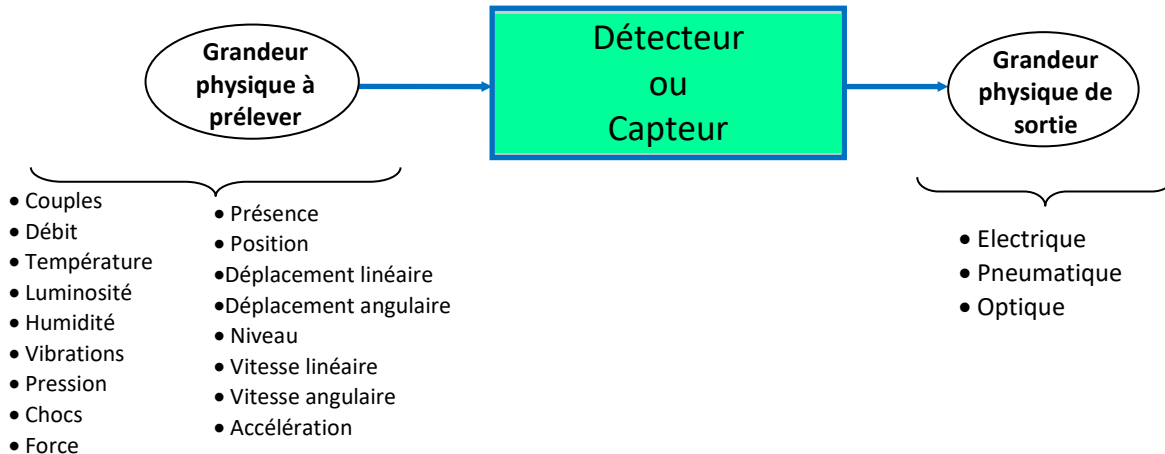 Grandeur
physique à
prélever
Détecteur
ou
Capteur
Grandeur
physique de
sortie
• Couples
• Débit
• Température
• Luminosité
• Humidité
• Vibrations
• Pression
• Chocs
• Force
• Présence
• Position
•Déplacement linéaire
•Déplacement angulaire
• Niveau
• Vitesse linéaire
• Vitesse angulaire
• Accélération
• Electrique
• Pneumatique
• Optique